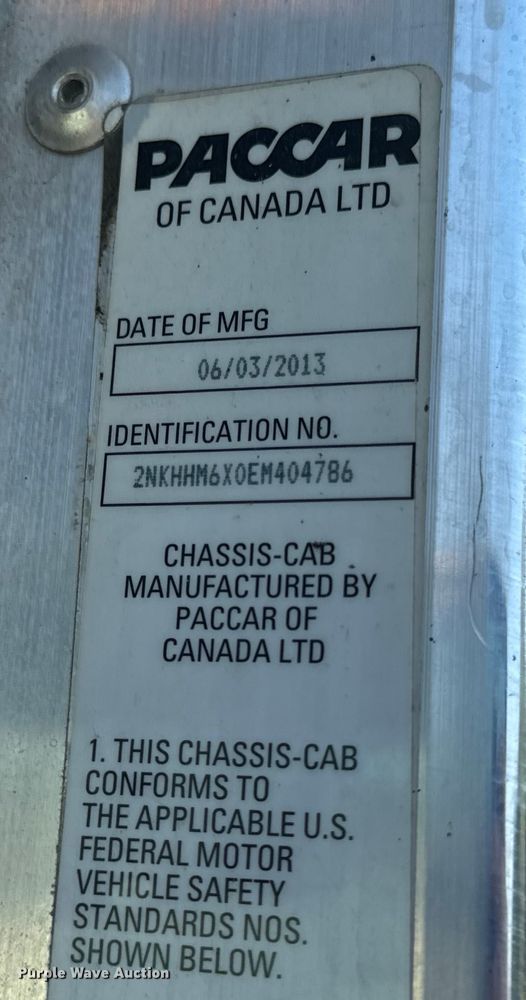 PACCAR
OF CANADA LTD
DATE OF MFG
06/03/2013
IDENTIFICATION NO.
2NKHHM6X0EM404786
CHASSIS-CAB
MANUFACTURED BY
PACCAR OF
CANADA LTD
1. THIS CHASSIS-CAB
CONFORMS TO
THE APPLICABLE U.S.
FEDERAL MOTOR
VEHICLE SAFETY
STANDARDS NOS.
SHOWN BELOW.
Purple Wave Auction